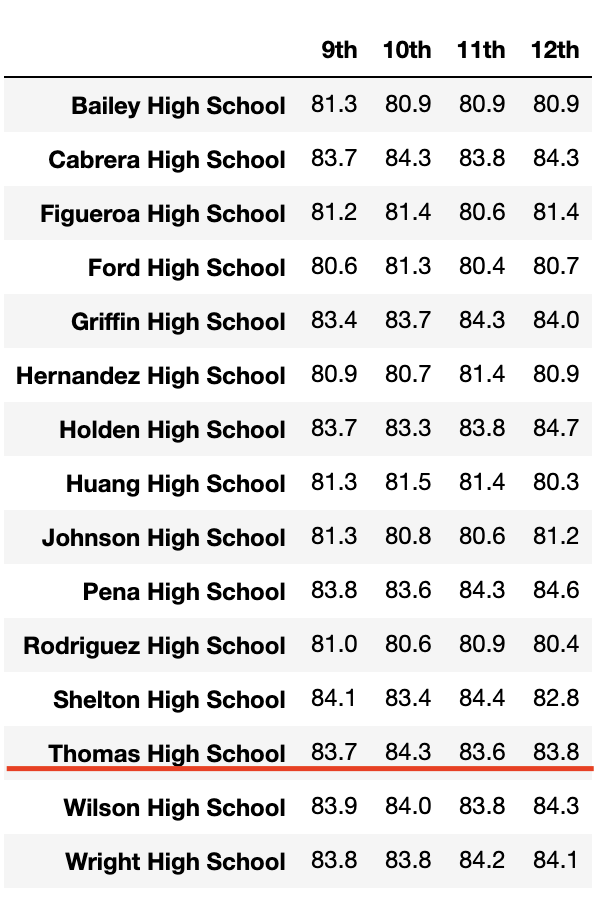 9th 10th 11th 12th
Bailey High School 81.3 80.9 80.9 80.9
Cabrera High School 83.7 84.3 83.8 84.3
Figueroa High School 81.2 81.4 80.6 81.4
Ford High School 80.6 81.3 80.4 80.7
Griffin High School 83.4 83.7 84.3 84.0
Hernandez High School 80.9 80.7 81.4 80.9
Holden High School 83.7 83.3 83.8 84.7
Huang High School 81.3 81.5 81.4 80.3
Johnson High School 81.3 80.8 80.6 81.2
Pena High School 83.8 83.6 84.3 84.6
Rodriguez High School 81.0 80.6 80.9 80.4
Shelton High School 84.1 83.4 84.4 82.8
Thomas High School 83.7 84.3 83.6 83.8
Wilson High School 83.9 84.0 83.8 84.3
Wright High School 83.8 83.8 84.2 84.1